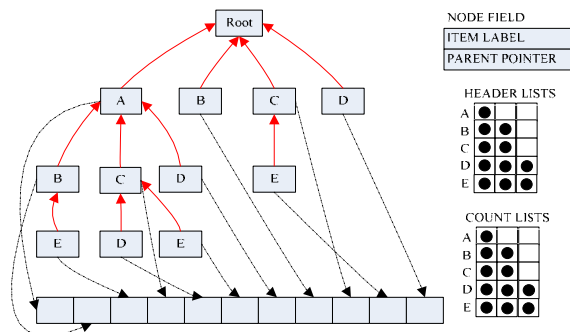 Root
NODE FIELD
ITEM LABEL
PARENT POINTER
A
B
C
D
HEADER LISTS
A
B
C
D
E
B
C
D
E
E
D
E
COUNT LISTS
A
B
C
D
E